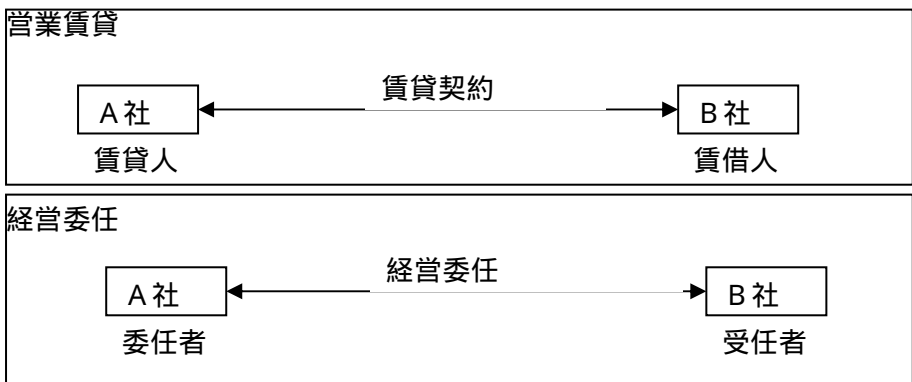 営業賃貸
賃貸契約
A社 B社
賃貸人 賃借人
経営委任
経営委任
A社 B社
委任者 受任者